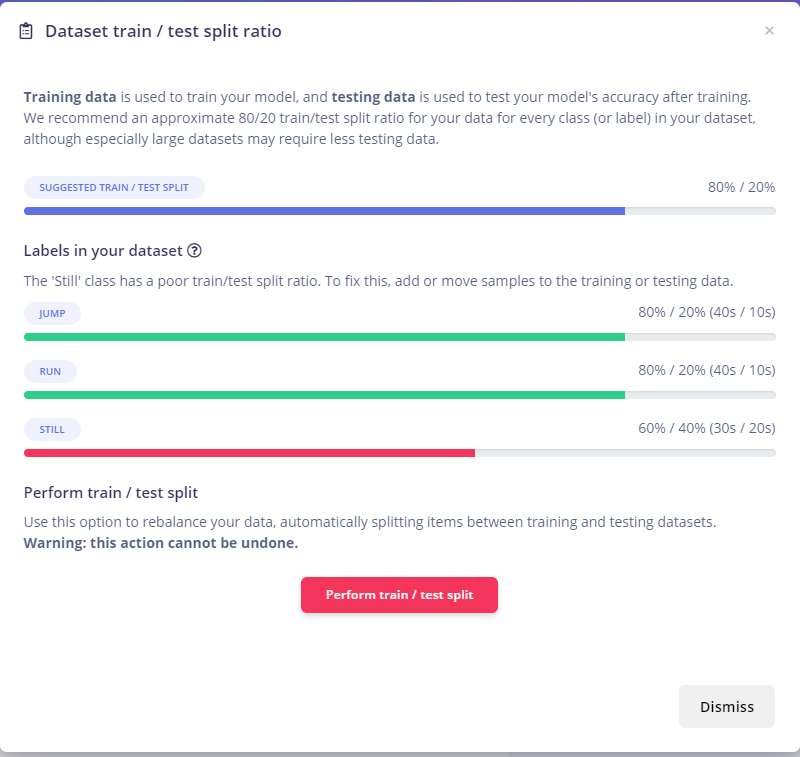 Dataset train / test split ratio
×
Training data is used to train your model, and testing data is used to test your model's accuracy after training.
We recommend an approximate 80/20 train/test split ratio for your data for every class (or label) in your dataset,
although especially large datasets may require less testing data.
SUGGESTED TRAIN / TEST SPLIT 80% / 20%
Labels in your dataset ?
The 'Still' class has a poor train/test split ratio. To fix this, add or move samples to the training or testing data.
JUMP 80% / 20% (40s / 10s)
RUN 80% / 20% (40s / 10s)
STILL 60% / 40% (30s / 20s)
Perform train / test split
Use this option to rebalance your data, automatically splitting items between training and testing datasets.
Warning: this action cannot be undone.
Perform train / test split
Dismiss